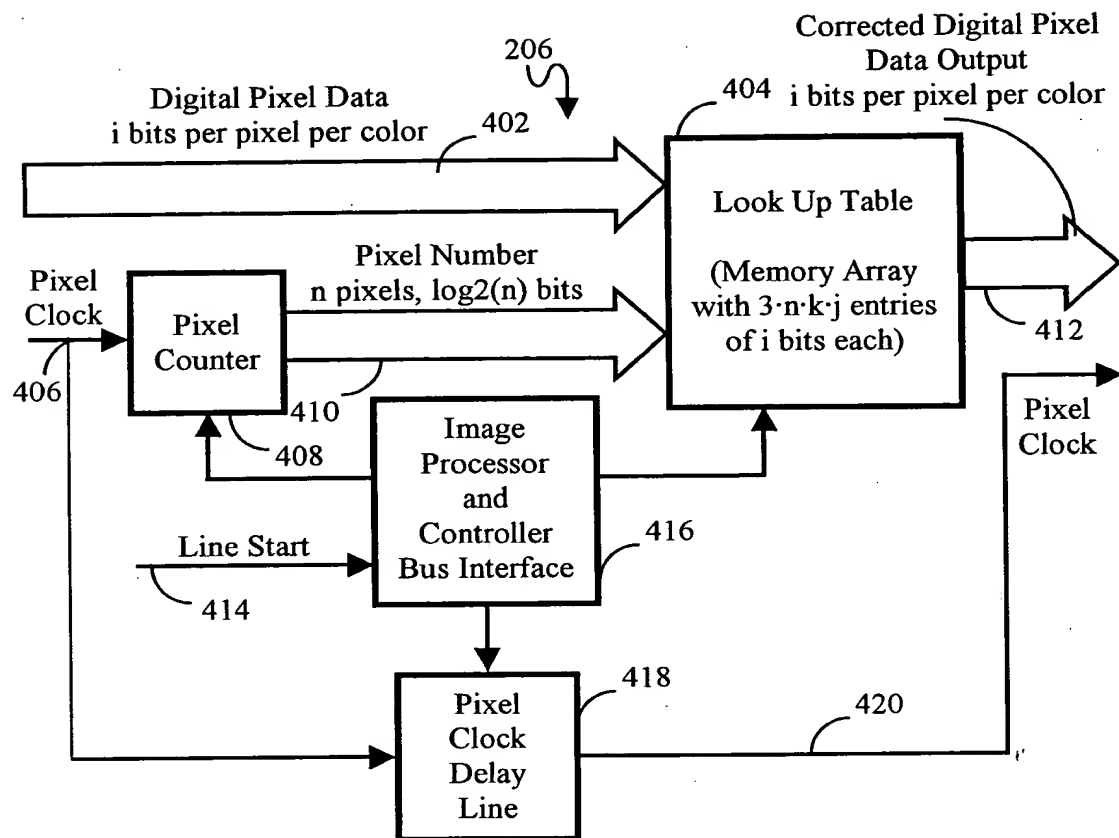 206
Corrected Digital Pixel
Data Output
i bits per pixel per color
Digital Pixel Data
i bits per pixel per color
402
404
Look Up Table
(Memory Array
with 3·n·k·j entries
of i bits each)
412
Pixel
Clock
406
Pixel
Counter
408
Pixel Number
n pixels, log2(n) bits
410
Image
Processor
and
Controller
Bus Interface
416
Line Start
414
Pixel
Clock
Pixel
Clock
Delay
Line
418
420